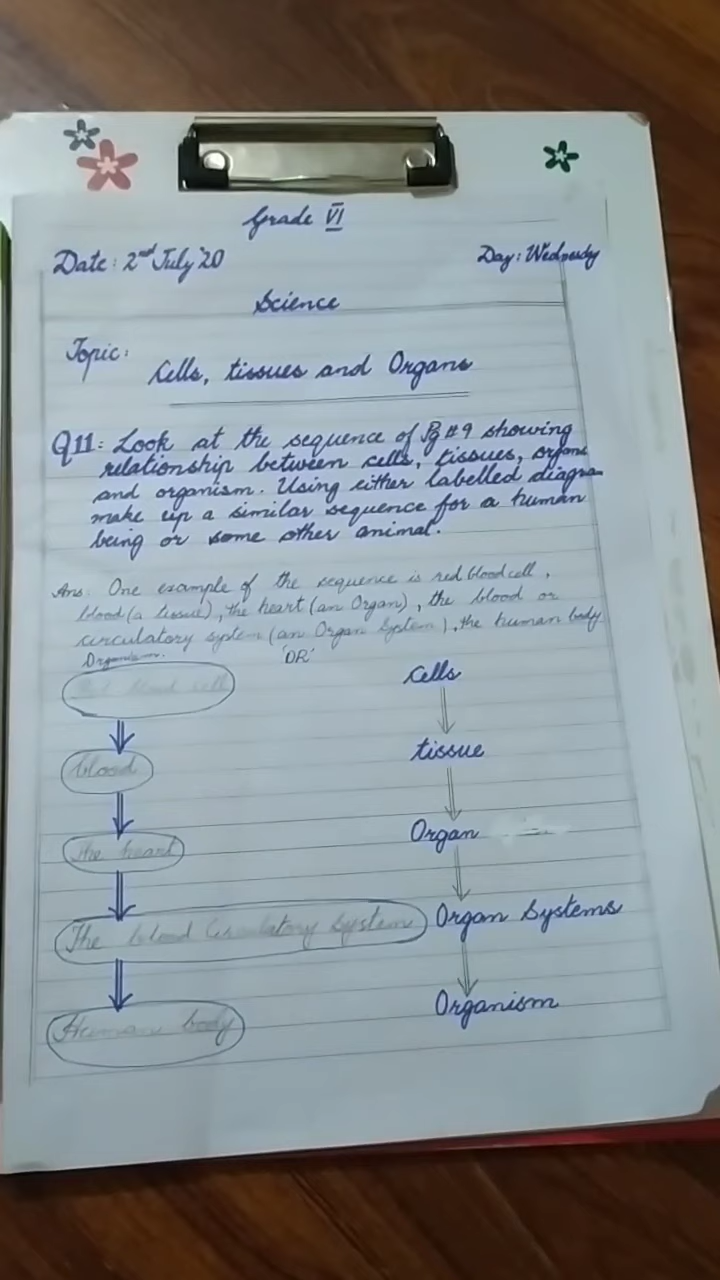 Grade VI
Date: 2nd July '20 Day: Wednesday
Science
Topic:
Cells, tissues and Organs
Q11: Look at the sequence of Pg # 9 showing
relationship between cells, tissues, organs
and organism. Using either labelled diagram
make up a similar sequence for a human
being or some other animal.
Ans: One example of the sequence is red blood cell,
blood (a tissue), the heart (an Organ), the blood or
circulatory system (an Organ System), the human body
Organism. 'OR'
Red blood cell Cells
blood tissue
The heart Organ
The blood Circulatory System Organ Systems
Human body Organism